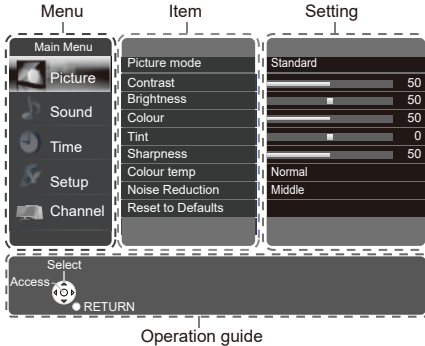 Menu Item Setting
Main Menu
Picture
Sound
Time
Setup
Channel
Picture mode Standard
Contrast 50
Brightness 50
Colour 50
Tint 0
Sharpness 50
Colour temp Normal
Noise Reduction Middle
Reset to Defaults
Select
Access
RETURN
Operation guide